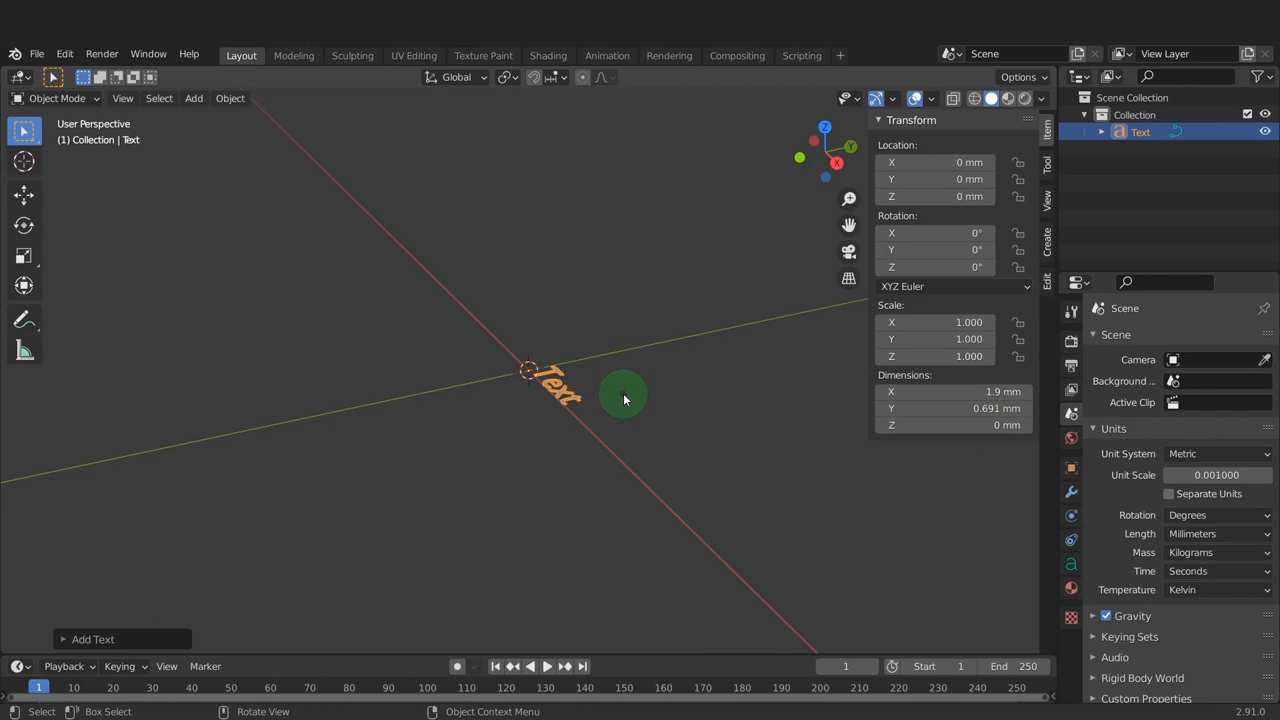 File Edit Render Window Help Layout Modeling Sculpting UV Editing Texture Paint Shading Animation Rendering Compositing Scripting + Scene View Layer
Global Options
Object Mode View Select Add Object
User Perspective
(1) Collection | Text
Text
Z
Y
X
Transform
Location:
X 0 mm
Y 0 mm
Z 0 mm
Rotation:
X 0°
Y 0°
Z 0°
XYZ Euler
Scale:
X 1.000
Y 1.000
Z 1.000
Dimensions:
X 1.9 mm
Y 0.691 mm
Z 0 mm
Item
Tool
View
Create
Edit
Scene Collection
Collection
Text
Scene
Scene
Camera
Background ...
Active Clip
Units
Unit System Metric
Unit Scale 0.001000
Separate Units
Rotation Degrees
Length Millimeters
Mass Kilograms
Time Seconds
Temperature Kelvin
Gravity
Keying Sets
Audio
Rigid Body World
Custom Properties
Add Text
Playback Keying View Marker 1 Start 1 End 250
1 10 20 30 40 50 60 70 80 90 100 110 120 130 140 150 160 170 180 190 200 210 220 230 240 250
Select Box Select Rotate View Object Context Menu 2.91.0